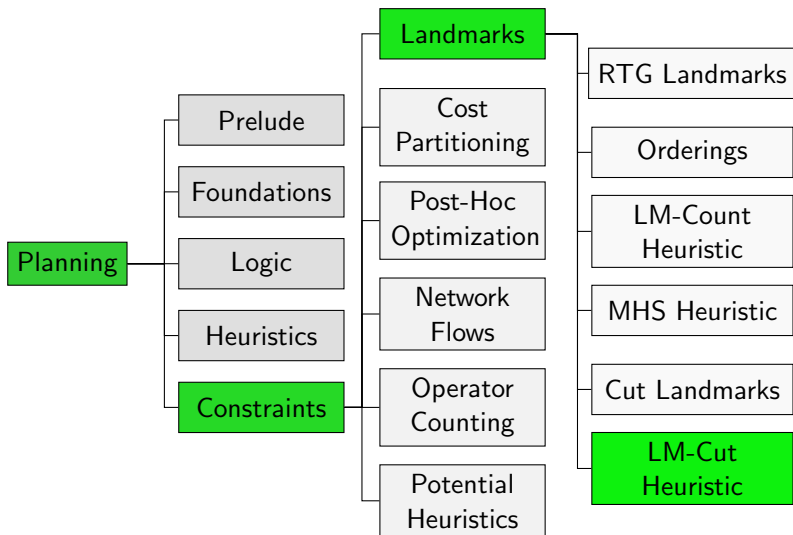 Planning
Prelude
Foundations
Logic
Heuristics
Constraints
Landmarks
Cost
Partitioning
Post-Hoc
Optimization
Network
Flows
Operator
Counting
Potential
Heuristics
RTG Landmarks
Orderings
LM-Count
Heuristic
MHS Heuristic
Cut Landmarks
LM-Cut
Heuristic